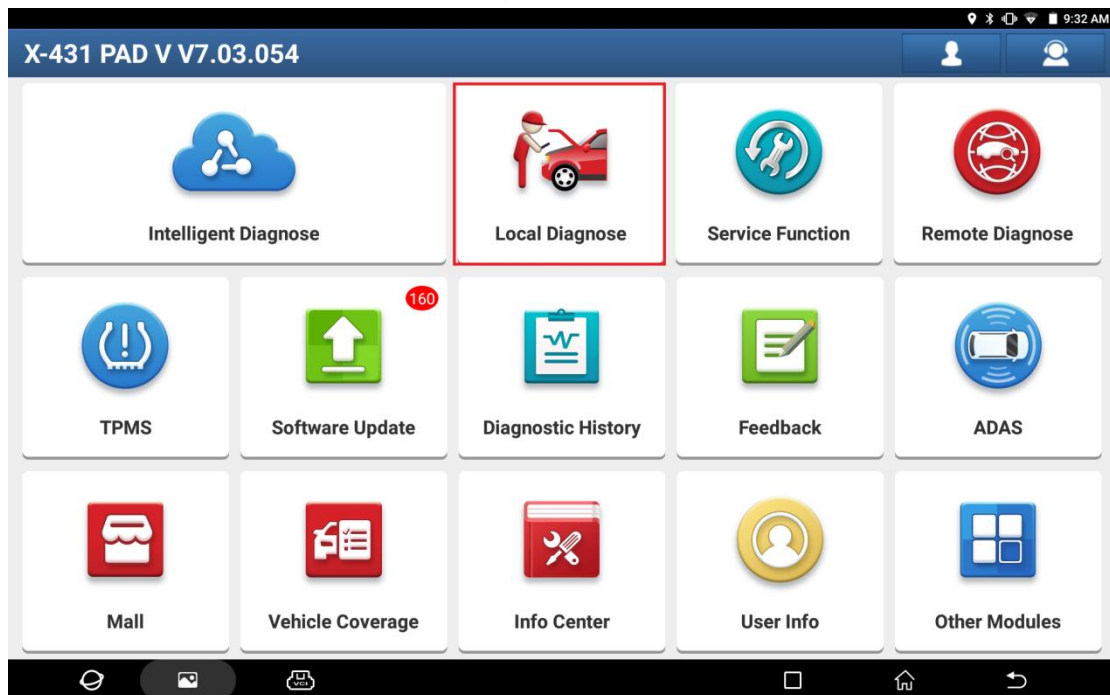 9:32 AM
X-431 PAD V V7.03.054
Intelligent Diagnose
Local Diagnose
Service Function
Remote Diagnose
160
TPMS
Software Update
Diagnostic History
Feedback
ADAS
Mall
Vehicle Coverage
Info Center
User Info
Other Modules
VCI